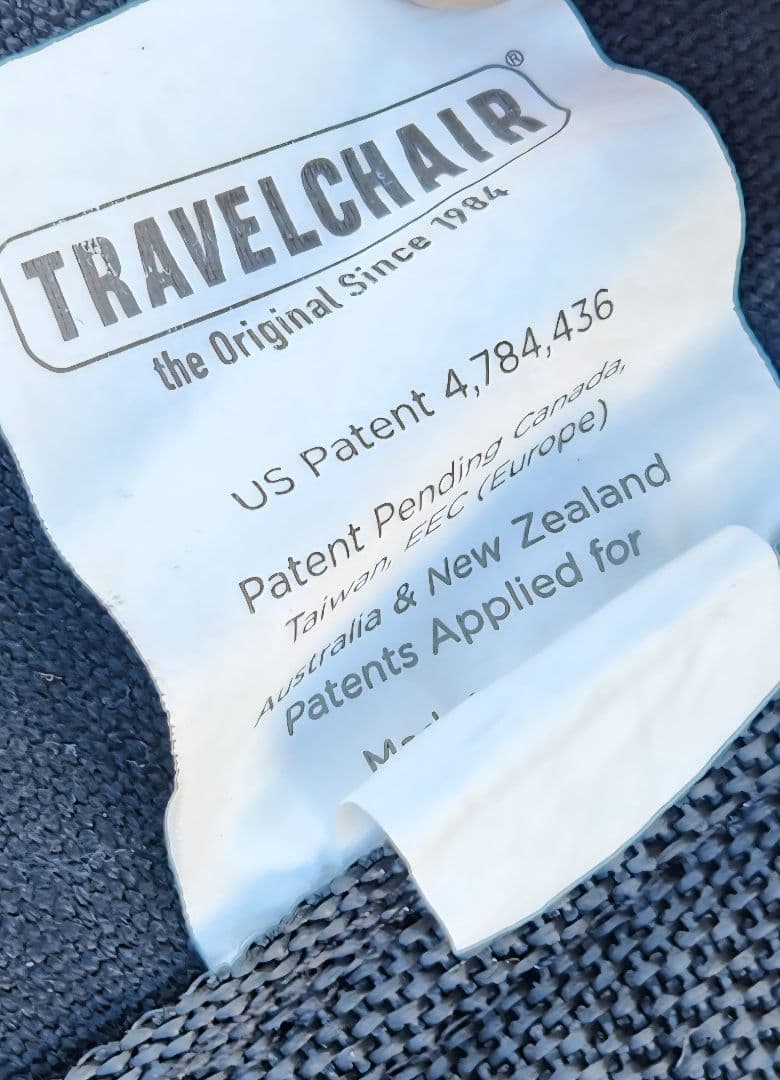 TRAVELCHAIR®
the Original Since 1984
US Patent 4,784,436
Patent Pending Canada,
Taiwan, EEC (Europe)
Australia & New Zealand
Patents Applied for